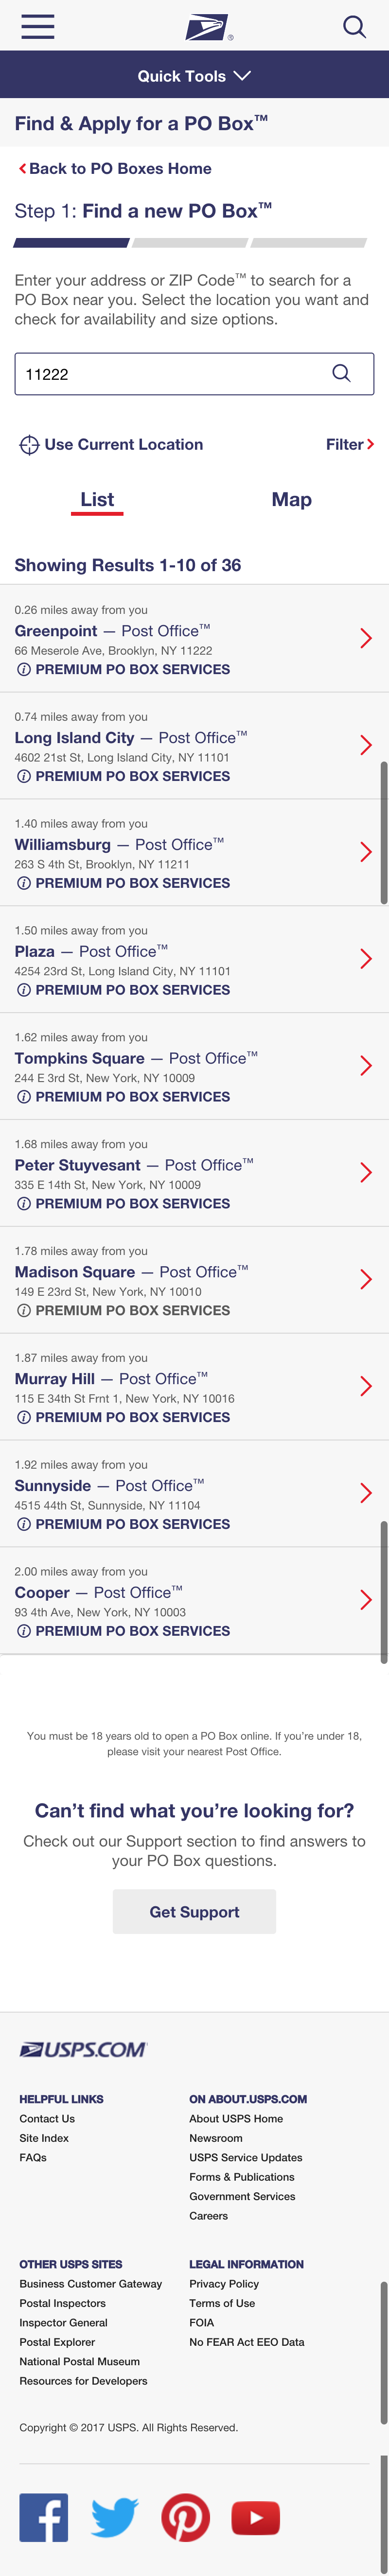 Quick Tools
Find & Apply for a PO Box™
Back to PO Boxes Home
Step 1: Find a new PO Box™
Enter your address or ZIP Code™ to search for a
PO Box near you. Select the location you want and
check for availability and size options.
11222
Use Current Location
Filter
List
Map
Showing Results 1-10 of 36
0.26 miles away from you
Greenpoint — Post Office™
66 Meserole Ave, Brooklyn, NY 11222
PREMIUM PO BOX SERVICES
0.74 miles away from you
Long Island City — Post Office™
4602 21st St, Long Island City, NY 11101
PREMIUM PO BOX SERVICES
1.40 miles away from you
Williamsburg — Post Office™
263 S 4th St, Brooklyn, NY 11211
PREMIUM PO BOX SERVICES
1.50 miles away from you
Plaza — Post Office™
4254 23rd St, Long Island City, NY 11101
PREMIUM PO BOX SERVICES
1.62 miles away from you
Tompkins Square — Post Office™
244 E 3rd St, New York, NY 10009
PREMIUM PO BOX SERVICES
1.68 miles away from you
Peter Stuyvesant — Post Office™
335 E 14th St, New York, NY 10009
PREMIUM PO BOX SERVICES
1.78 miles away from you
Madison Square — Post Office™
149 E 23rd St, New York, NY 10010
PREMIUM PO BOX SERVICES
1.87 miles away from you
Murray Hill — Post Office™
115 E 34th St Frnt 1, New York, NY 10016
PREMIUM PO BOX SERVICES
1.92 miles away from you
Sunnyside — Post Office™
4515 44th St, Sunnyside, NY 11104
PREMIUM PO BOX SERVICES
2.00 miles away from you
Cooper — Post Office™
93 4th Ave, New York, NY 10003
PREMIUM PO BOX SERVICES
You must be 18 years old to open a PO Box online. If you’re under 18,
please visit your nearest Post Office.
Can’t find what you’re looking for?
Check out our Support section to find answers to
your PO Box questions.
Get Support
USPS.COM
HELPFUL LINKS
Contact Us
Site Index
FAQs
ON ABOUT.USPS.COM
About USPS Home
Newsroom
USPS Service Updates
Forms & Publications
Government Services
Careers
OTHER USPS SITES
Business Customer Gateway
Postal Inspectors
Inspector General
Postal Explorer
National Postal Museum
Resources for Developers
LEGAL INFORMATION
Privacy Policy
Terms of Use
FOIA
No FEAR Act EEO Data
Copyright © 2017 USPS. All Rights Reserved.